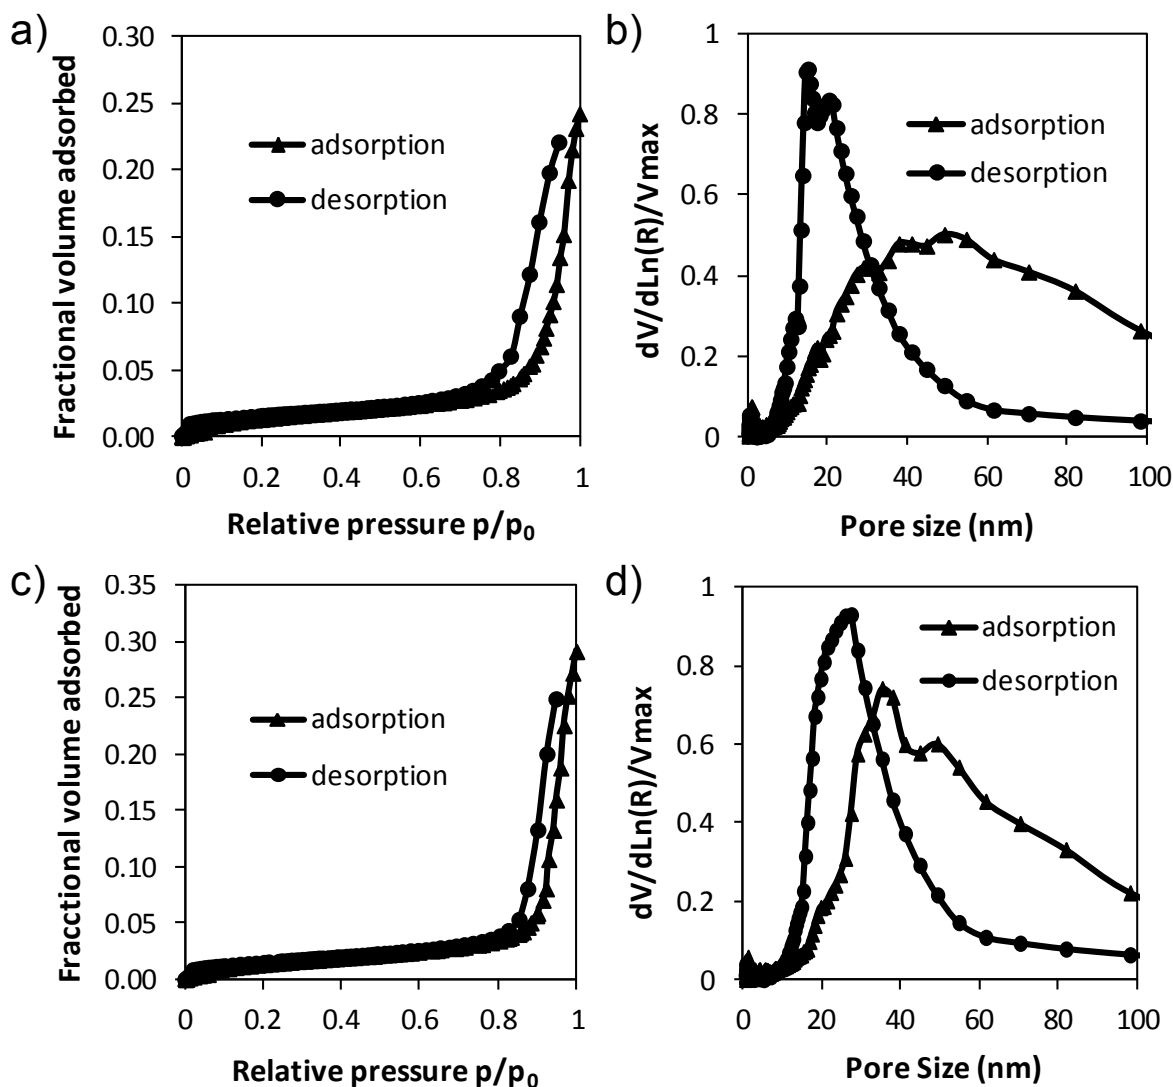 a)
Fractional volume adsorbed
0.30
0.25
0.20
0.15
0.10
0.05
0.00
adsorption
desorption
0 0.2 0.4 0.6 0.8 1
Relative pressure p/p0
b)
dV/dLn(R)/Vmax
1
0.8
0.6
0.4
0.2
0
adsorption
desorption
0 20 40 60 80 100
Pore size (nm)
c)
Fracctional volume adsorbed
0.35
0.30
0.25
0.20
0.15
0.10
0.05
0.00
adsorption
desorption
0 0.2 0.4 0.6 0.8 1
Relative pressure p/p0
d)
dV/dLn(R)/Vmax
1
0.8
0.6
0.4
0.2
0
adsorption
desorption
0 20 40 60 80 100
Pore Size (nm)